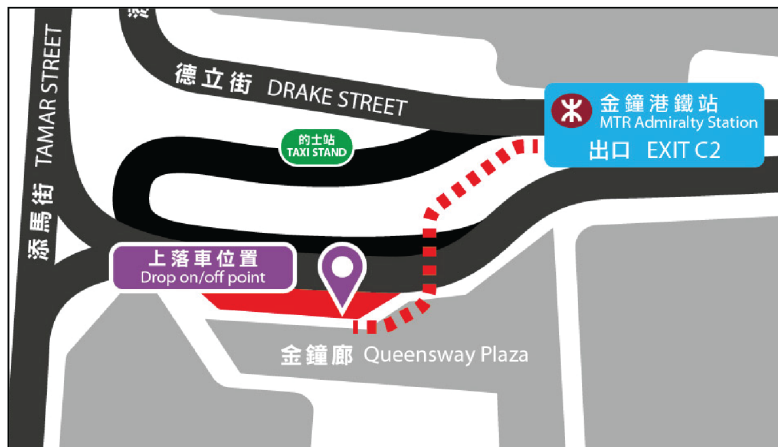 添馬街 TAMAR STREET
德立街 DRAKE STREET
的士站
TAXI STAND
金鐘港鐵站
MTR Admiralty Station
出口 EXIT C2
上落車位置
Drop on/off point
金鐘廊 Queensway Plaza